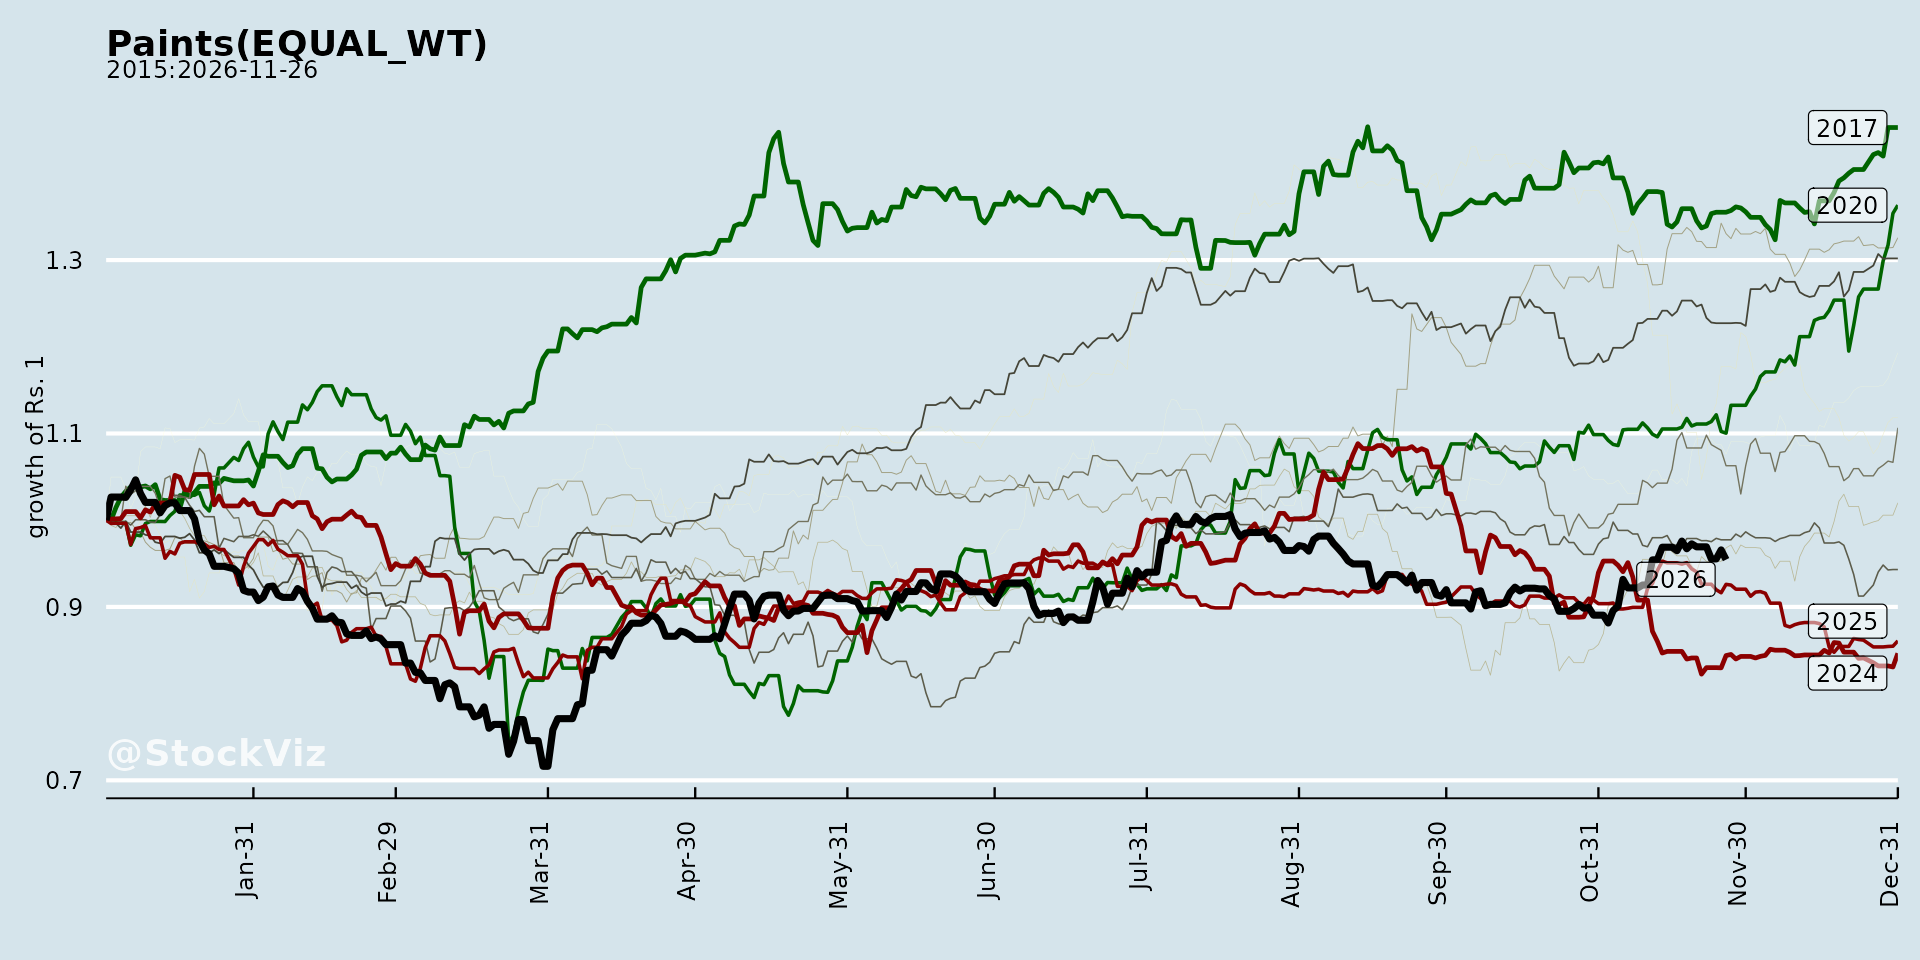 Paints(EQUAL_WT)
2015:2026-11-26
2017
2020
1.3
growth of Rs. 1
1.1
2026
0.9
2025
2024
@StockViz
0.7
Jan-31
Feb-29
Mar-31
Apr-30
May-31
Jun-30
Jul-31
Aug-31
Sep-30
Oct-31
Nov-30
Dec-31